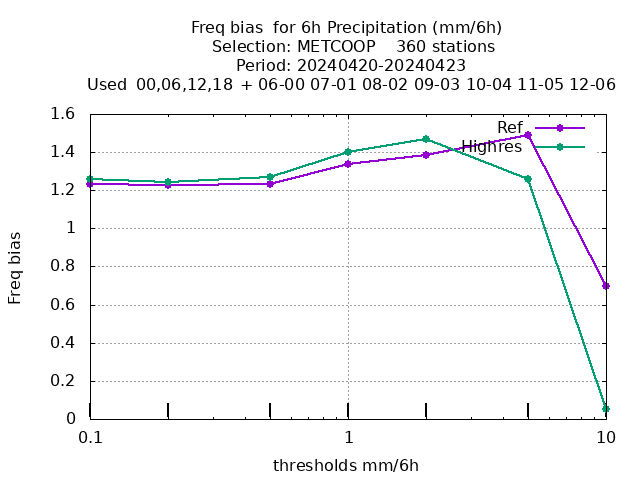 Freq bias  for 6h Precipitation (mm/6h)
Selection: METCOOP    360 stations
Period: 20240420-20240423
Used  00,06,12,18  + 06-00 07-01 08-02 09-03 10-04 11-05 12-06
Ref
Highres
Freq bias
1.6
1.4
1.2
1
0.8
0.6
0.4
0.2
0
0.1
1
10
thresholds mm/6h